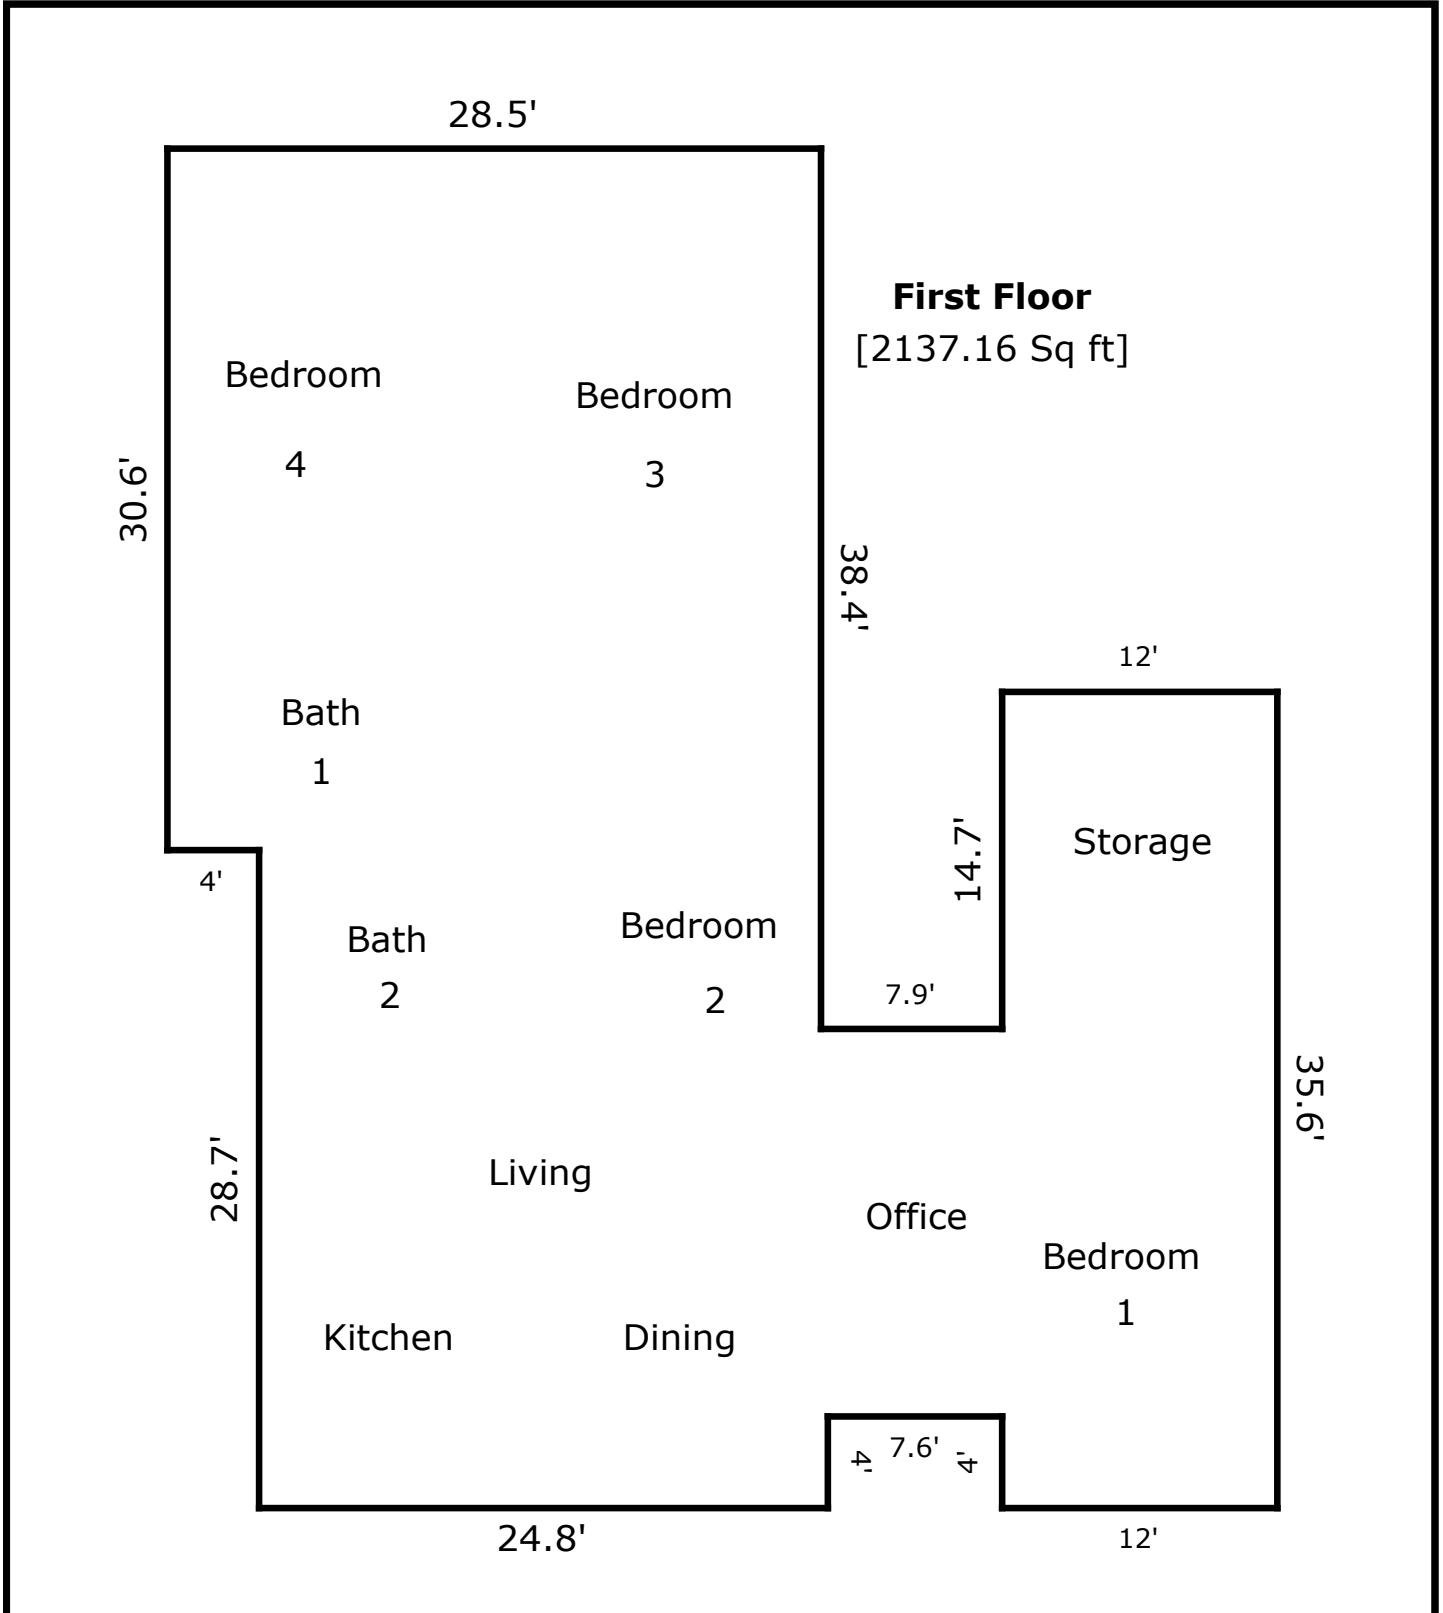 28.5'
First Floor
[2137.16 Sq ft]
Bedroom
4
Bedroom
3
30.6'
38.4'
12'
Bath
1
14.7'
Storage
4'
Bath
2
Bedroom
2
7.9'
35.6'
28.7'
Living
Office
Bedroom
1
Kitchen
Dining
4'
7.6'
4'
24.8'
12'